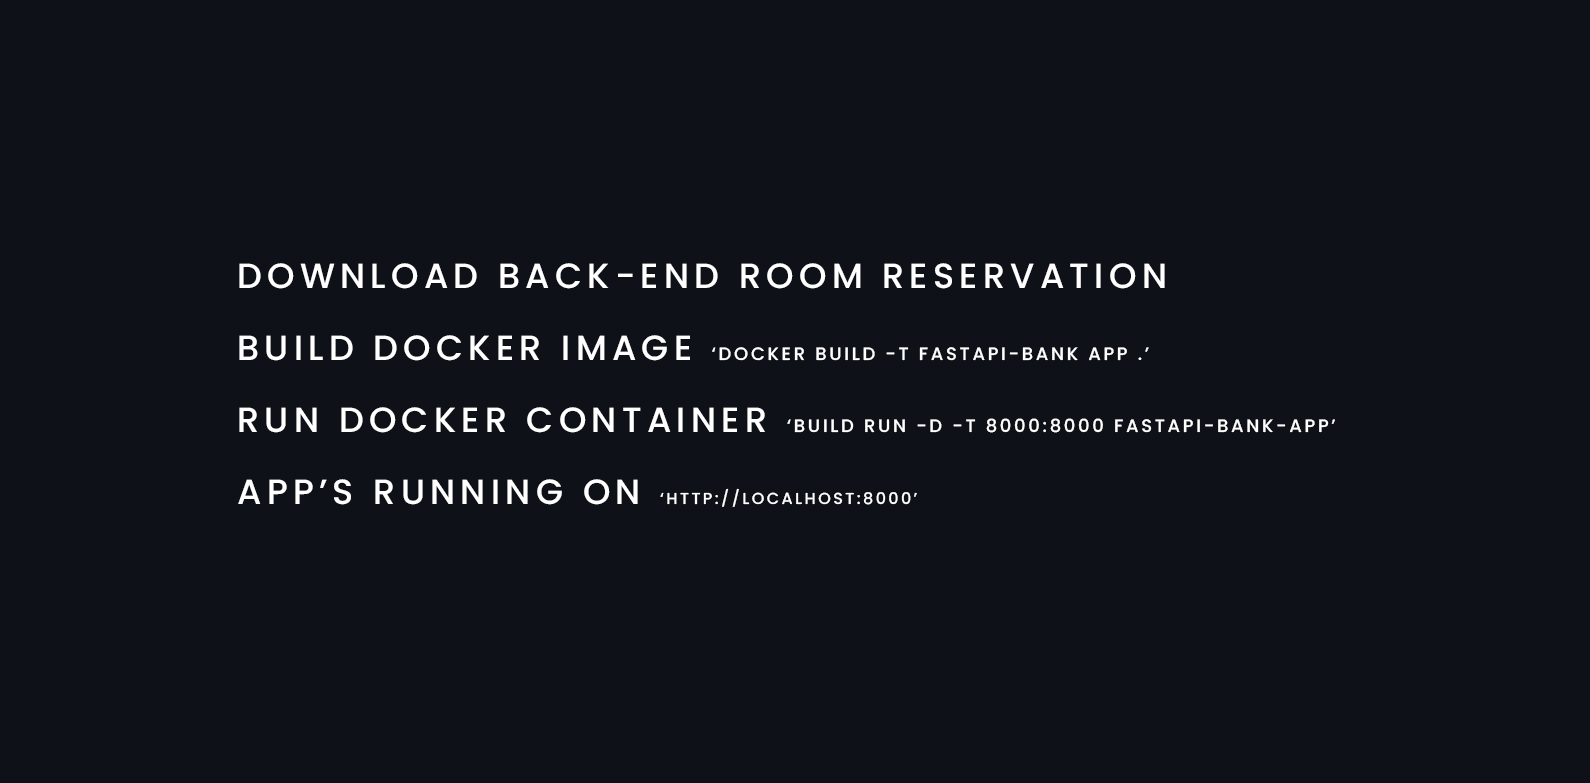 DOWNLOAD BACK-END ROOM RESERVATION
BUILD DOCKER IMAGE ‘DOCKER BUILD -T FASTAPI-BANK APP .’
RUN DOCKER CONTAINER ‘BUILD RUN -D -T 8000:8000 FASTAPI-BANK-APP’
APP’S RUNNING ON ‘HTTP://LOCALHOST:8000’